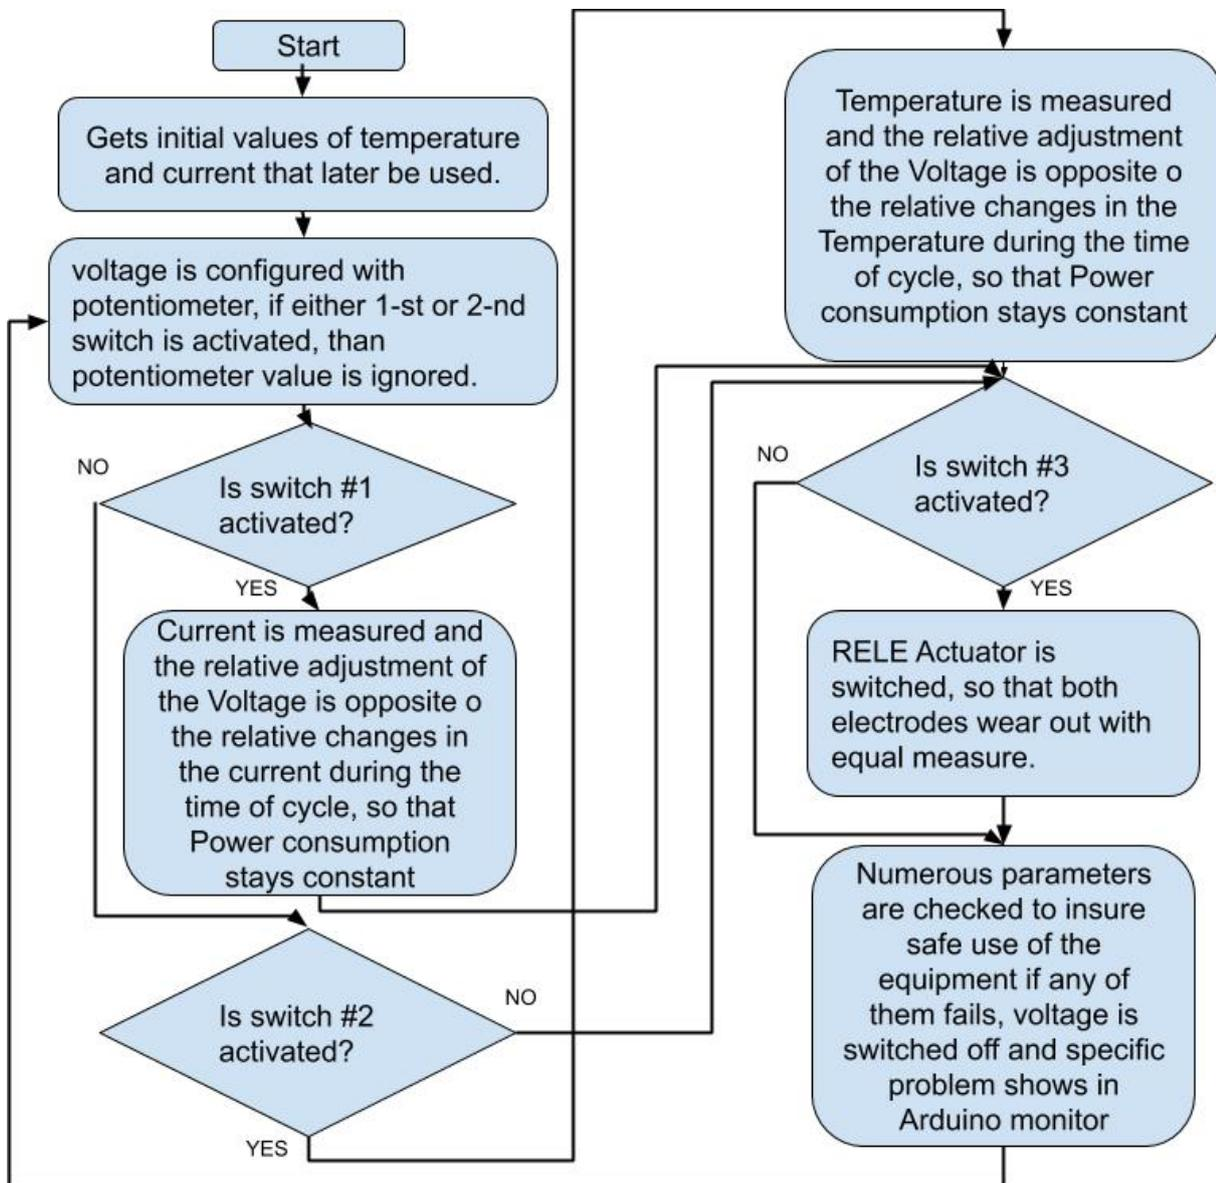 Start
Gets initial values of temperature
and current that later be used.
voltage is configured with
potentiometer, if either 1-st or 2-nd
switch is activated, than
potentiometer value is ignored.
NO
Is switch #1
activated?
YES
Current is measured and
the relative adjustment of
the Voltage is opposite o
the relative changes in
the current during the
time of cycle, so that
Power consumption
stays constant
Is switch #2
activated?
NO
YES
Temperature is measured
and the relative adjustment
of the Voltage is opposite o
the relative changes in the
Temperature during the time
of cycle, so that Power
consumption stays constant
NO
Is switch #3
activated?
YES
RELE Actuator is
switched, so that both
electrodes wear out with
equal measure.
Numerous parameters
are checked to insure
safe use of the
equipment if any of
them fails, voltage is
switched off and specific
problem shows in
Arduino monitor